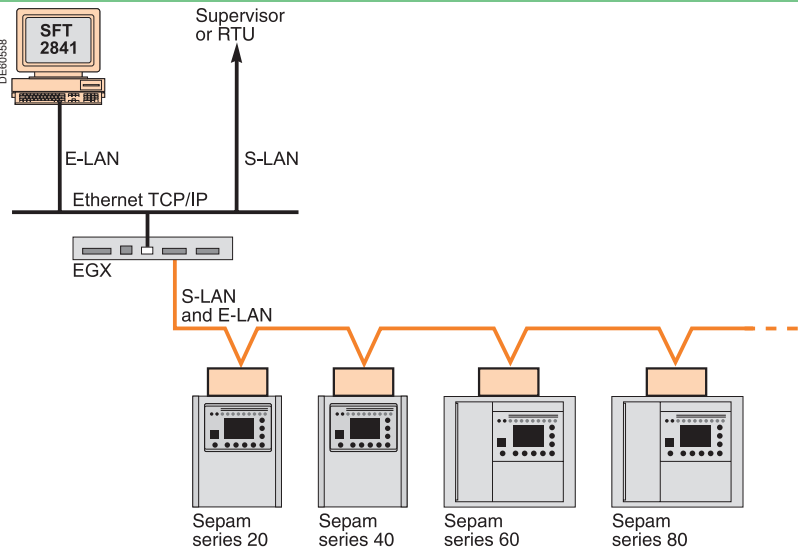 Supervisor
or RTU
SFT
2841
DE60558
E-LAN
S-LAN
Ethernet TCP/IP
EGX
S-LAN
and E-LAN
Sepam
series 20
Sepam
series 40
Sepam
series 60
Sepam
series 80